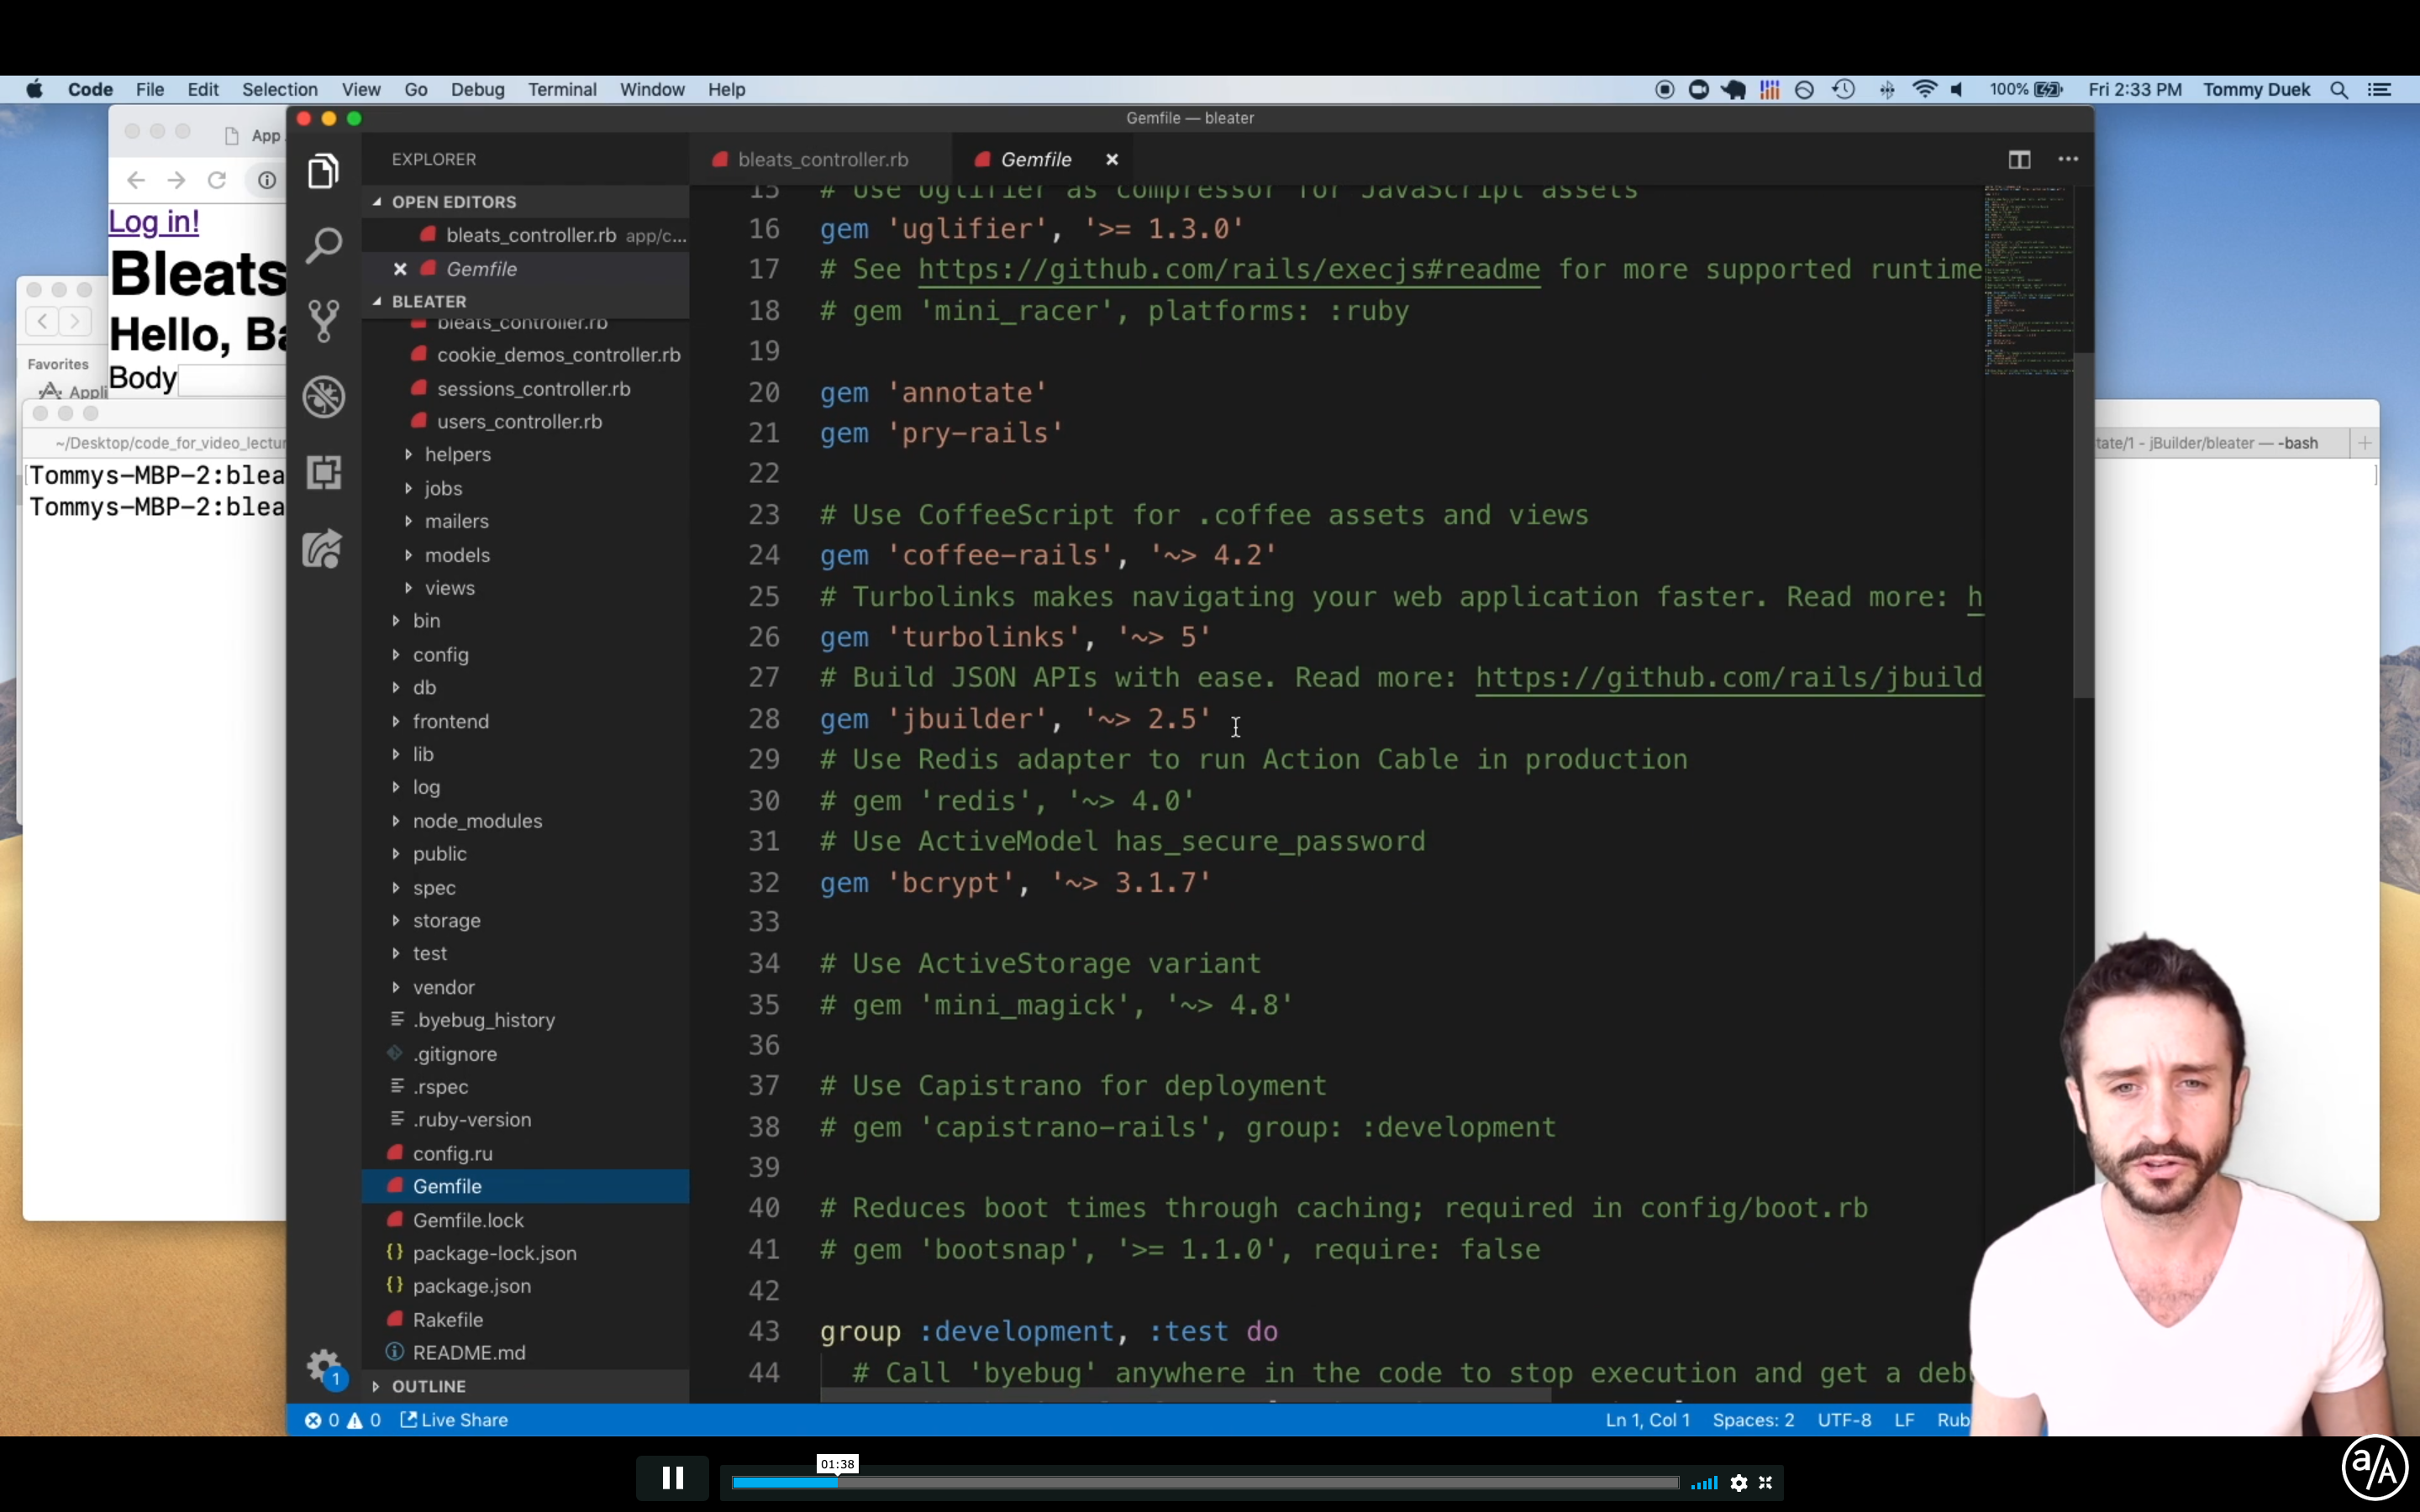 Code File Edit Selection View Go Debug Terminal Window Help
100% Fri 2:33 PM Tommy Duek
Gemfile — bleater
App
Log in!
Bleats
Hello, Ba
Body
Favorites
Appli
~/Desktop/code_for_video_lectur
Tommys-MBP-2:blea
Tommys-MBP-2:blea
EXPLORER
OPEN EDITORS
bleats_controller.rb app/c...
Gemfile
BLEATER
bleats_controller.rb
cookie_demos_controller.rb
sessions_controller.rb
users_controller.rb
helpers
jobs
mailers
models
views
bin
config
db
frontend
lib
log
node_modules
public
spec
storage
test
vendor
.byebug_history
.gitignore
.rspec
.ruby-version
config.ru
Gemfile
Gemfile.lock
package-lock.json
package.json
Rakefile
README.md
OUTLINE
bleats_controller.rb Gemfile
15 # Use Uglifier as compressor for JavaScript assets
16 gem 'uglifier', '>= 1.3.0'
17 # See https://github.com/rails/execjs#readme for more supported runtime
18 # gem 'mini_racer', platforms: :ruby
19
20 gem 'annotate'
21 gem 'pry-rails'
22
23 # Use CoffeeScript for .coffee assets and views
24 gem 'coffee-rails', '~> 4.2'
25 # Turbolinks makes navigating your web application faster. Read more: h
26 gem 'turbolinks', '~> 5'
27 # Build JSON APIs with ease. Read more: https://github.com/rails/jbuild
28 gem 'jbuilder', '~> 2.5'
29 # Use Redis adapter to run Action Cable in production
30 # gem 'redis', '~> 4.0'
31 # Use ActiveModel has_secure_password
32 gem 'bcrypt', '~> 3.1.7'
33
34 # Use ActiveStorage variant
35 # gem 'mini_magick', '~> 4.8'
36
37 # Use Capistrano for deployment
38 # gem 'capistrano-rails', group: :development
39
40 # Reduces boot times through caching; required in config/boot.rb
41 # gem 'bootsnap', '>= 1.1.0', require: false
42
43 group :development, :test do
44 # Call 'byebug' anywhere in the code to stop execution and get a deb
tate/1 - jBuilder/bleater — -bash
1
0 0 Live Share
Ln 1, Col 1 Spaces: 2 UTF-8 LF Rub
01:38
a/A